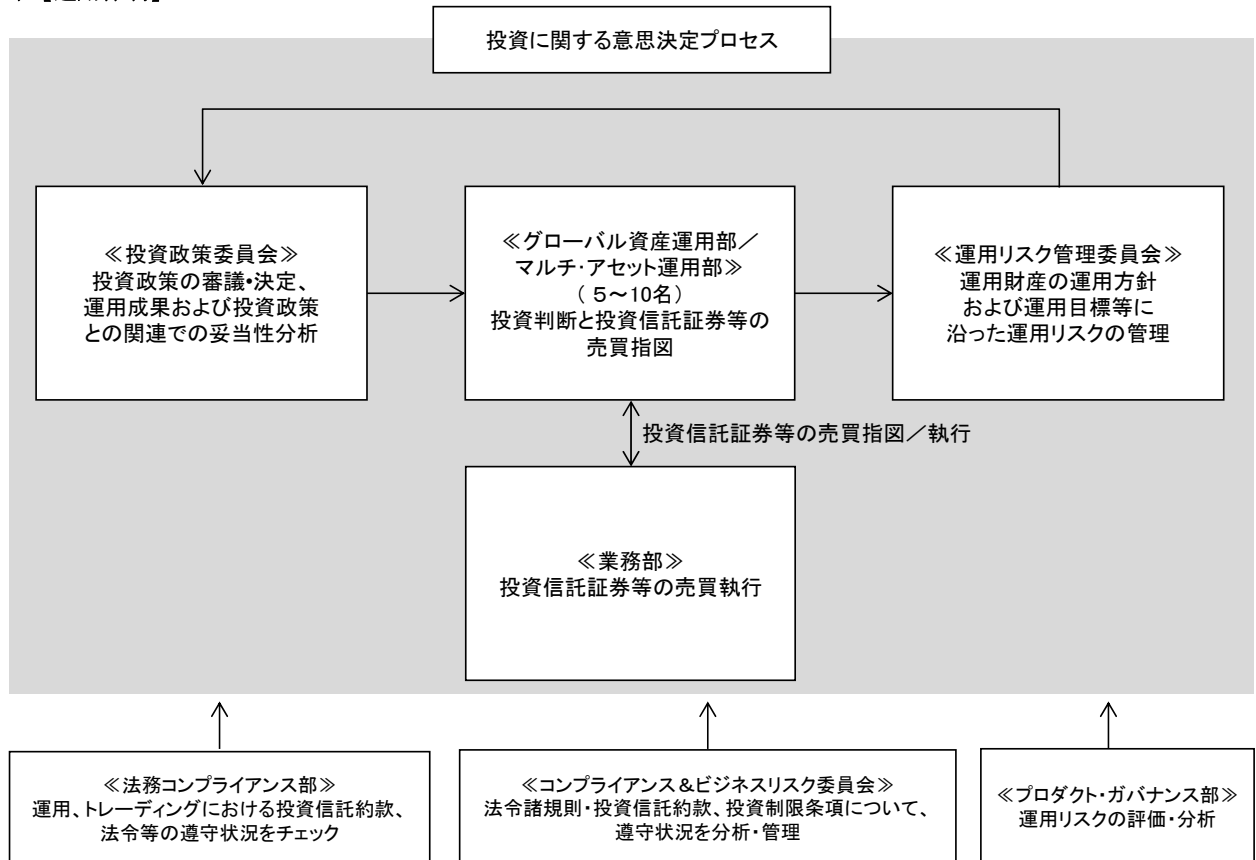 投資に関する意思決定プロセス
≪投資政策委員会≫
投資政策の審議・決定、
運用成果および投資政策
との関連での妥当性分析
≪グローバル資産運用部／
マルチ・アセット運用部≫
（ 5～10名）
投資判断と投資信託証券等の
売買指図
≪運用リスク管理委員会≫
運用財産の運用方針
および運用目標等に
沿った運用リスクの管理
投資信託証券等の売買指図／執行
≪業務部≫
投資信託証券等の売買執行
≪法務コンプライアンス部≫
運用、トレーディングにおける投資信託約款、
法令等の遵守状況をチェック
≪コンプライアンス＆ビジネスリスク委員会≫
法令諸規則・投資信託約款、投資制限条項について、
遵守状況を分析・管理
≪プロダクト・ガバナンス部≫
運用リスクの評価・分析